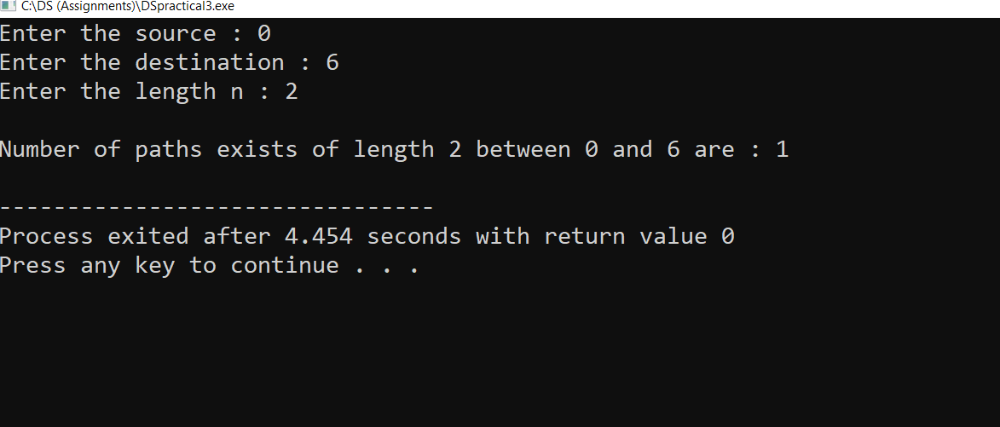 C:\DS (Assignments)\DSpractical3.exe
Enter the source : 0
Enter the destination : 6
Enter the length n : 2
Number of paths exists of length 2 between 0 and 6 are : 1
--------------------------------
Process exited after 4.454 seconds with return value 0
Press any key to continue . . .